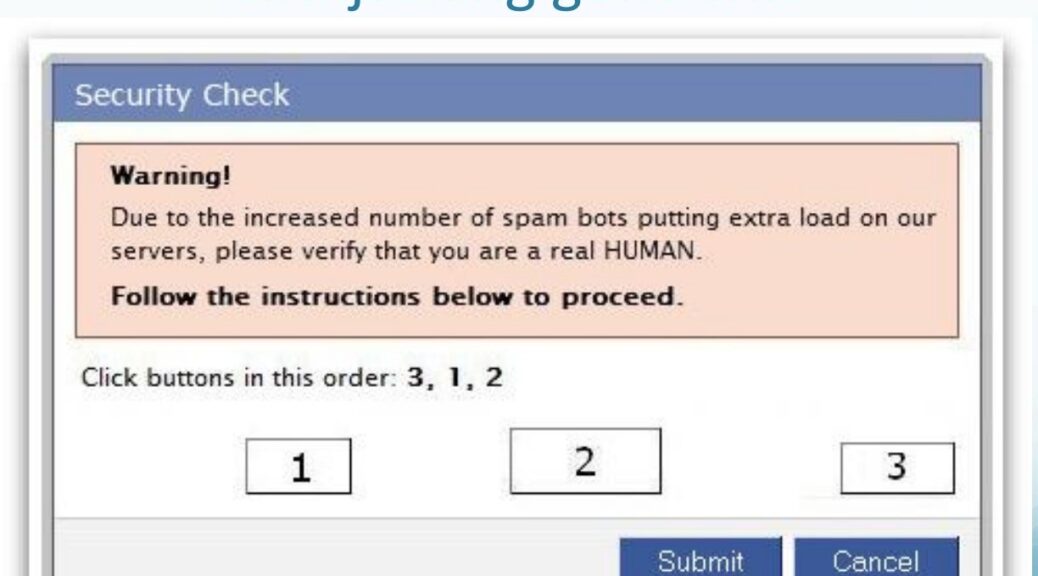 Security Check
Warning!
Due to the increased number of spam bots putting extra load on our
servers, please verify that you are a real HUMAN.
Follow the instructions below to proceed.
Click buttons in this order: 3, 1, 2
1 2 3
Submit Cancel